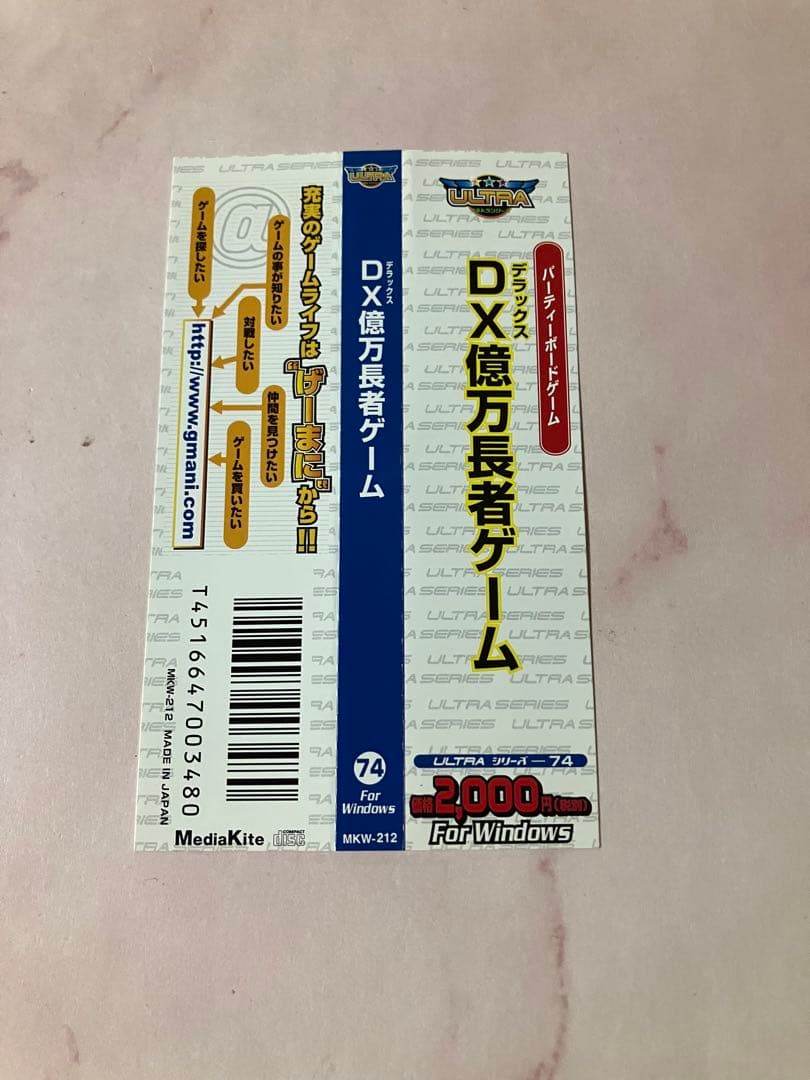 ULTRA
パーティーボードゲーム
デラックス
DX億万長者ゲーム
ULTRA シリーズ — 74
価格2,000円(税別)
For Windows
ULTRA
デラックス
DX億万長者ゲーム
74
For
Windows
MKW-212
充実のゲームライフは
"げーまに"から!!
ゲームの事が知りたい
ゲームを探したい
対戦したい
仲間を見つけたい
ゲームを買いたい
@
http://www.gmani.com
T4516647003480
MKW-212 MADE IN JAPAN
MediaKite
COMPACT
disc
ULTRA SERIES